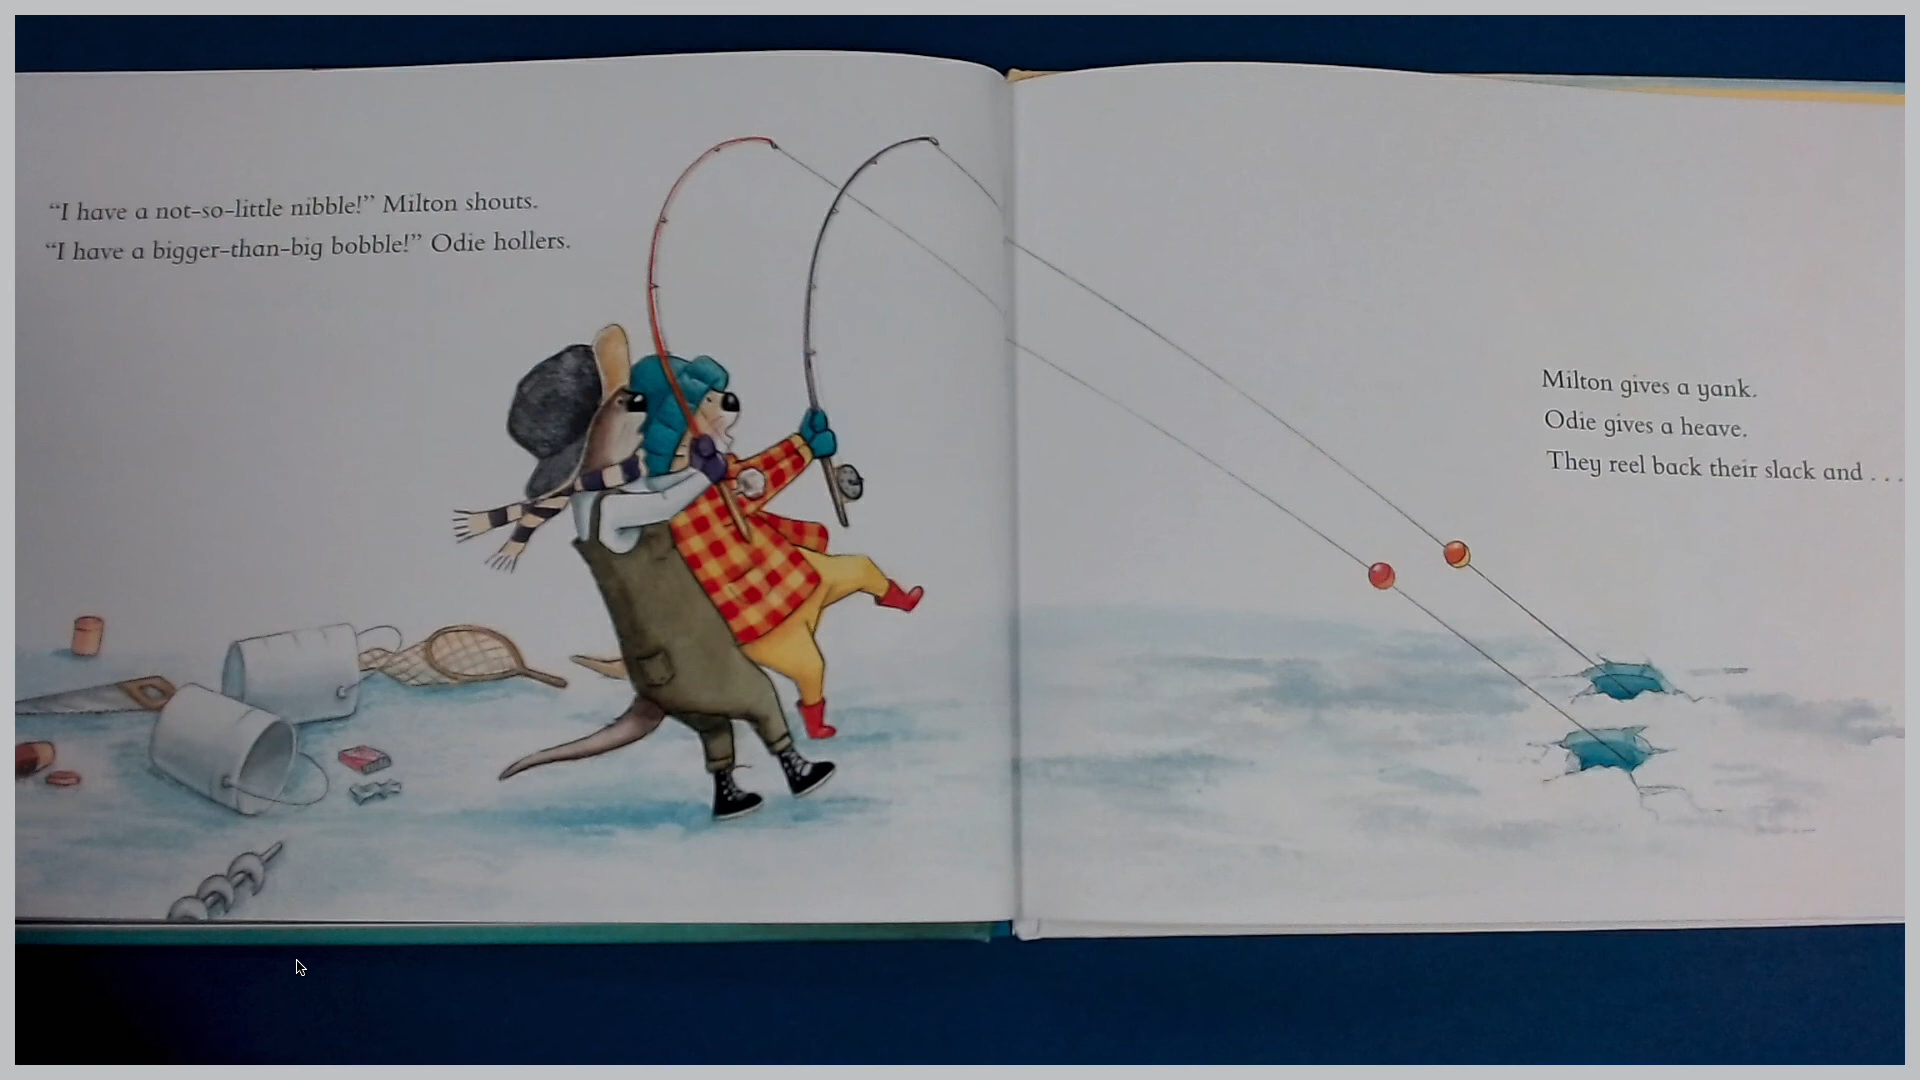 “I have a not-so-little nibble!” Milton shouts.
“I have a bigger-than-big bobble!” Odie hollers.
Milton gives a yank.
Odie gives a heave.
They reel back their slack and . . .